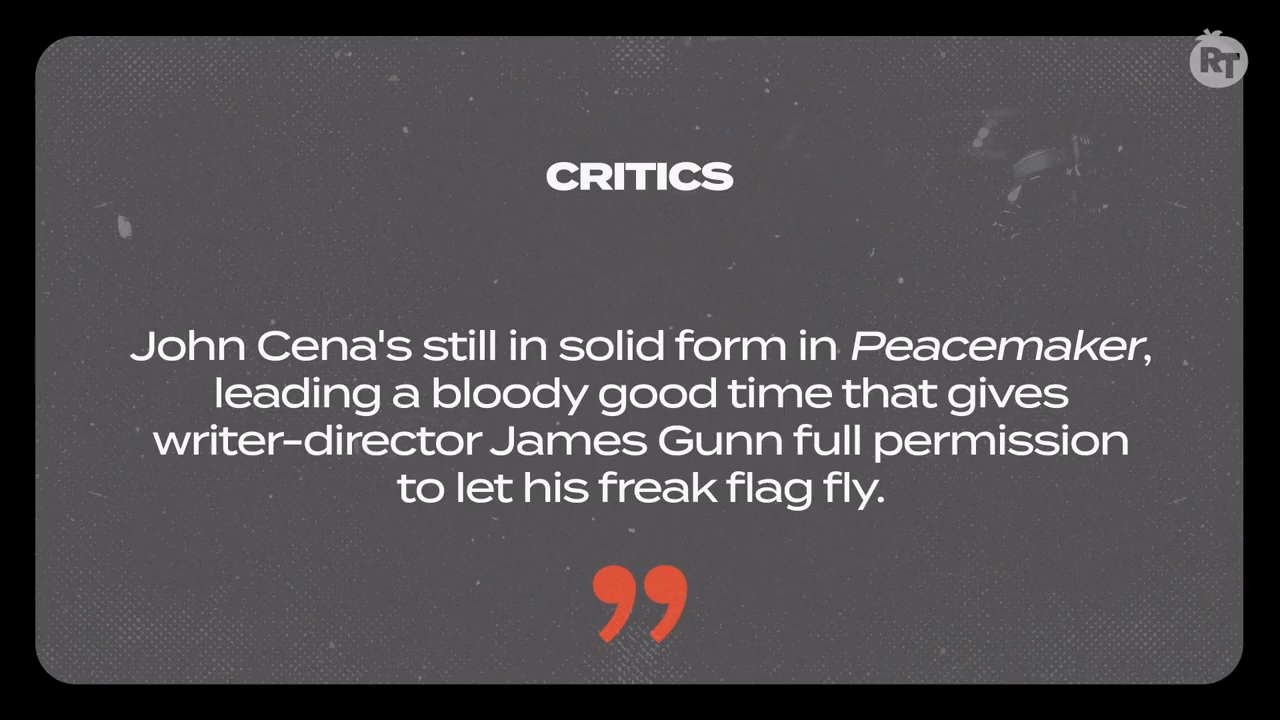 RT
CRITICS
John Cena's still in solid form in Peacemaker,
leading a bloody good time that gives
writer-director James Gunn full permission
to let his freak flag fly.
”